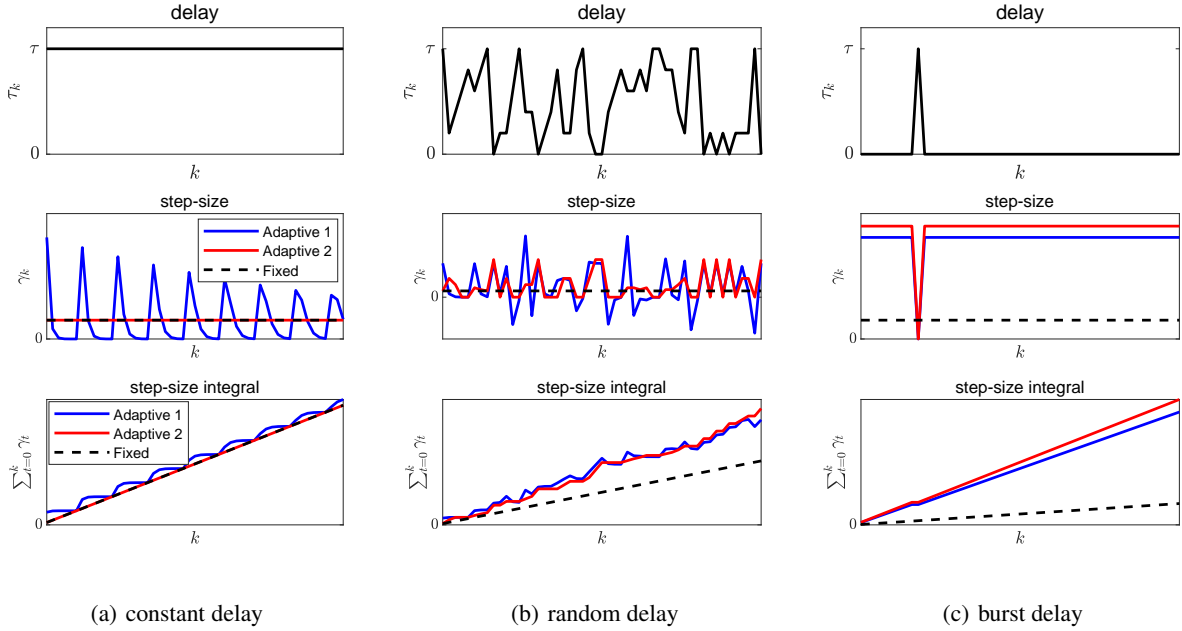 delay
τ
τ_k
0
k
step-size
Adaptive 1
Adaptive 2
Fixed
γ_k
0
k
step-size integral
Adaptive 1
Adaptive 2
Fixed
∑_{t=0}^{k} γ_t
0
k
(a) constant delay
delay
τ
τ_k
0
k
step-size
γ_k
0
k
step-size integral
∑_{t=0}^{k} γ_t
0
k
(b) random delay
delay
τ
τ_k
0
k
step-size
γ_k
0
k
step-size integral
∑_{t=0}^{k} γ_t
0
k
(c) burst delay